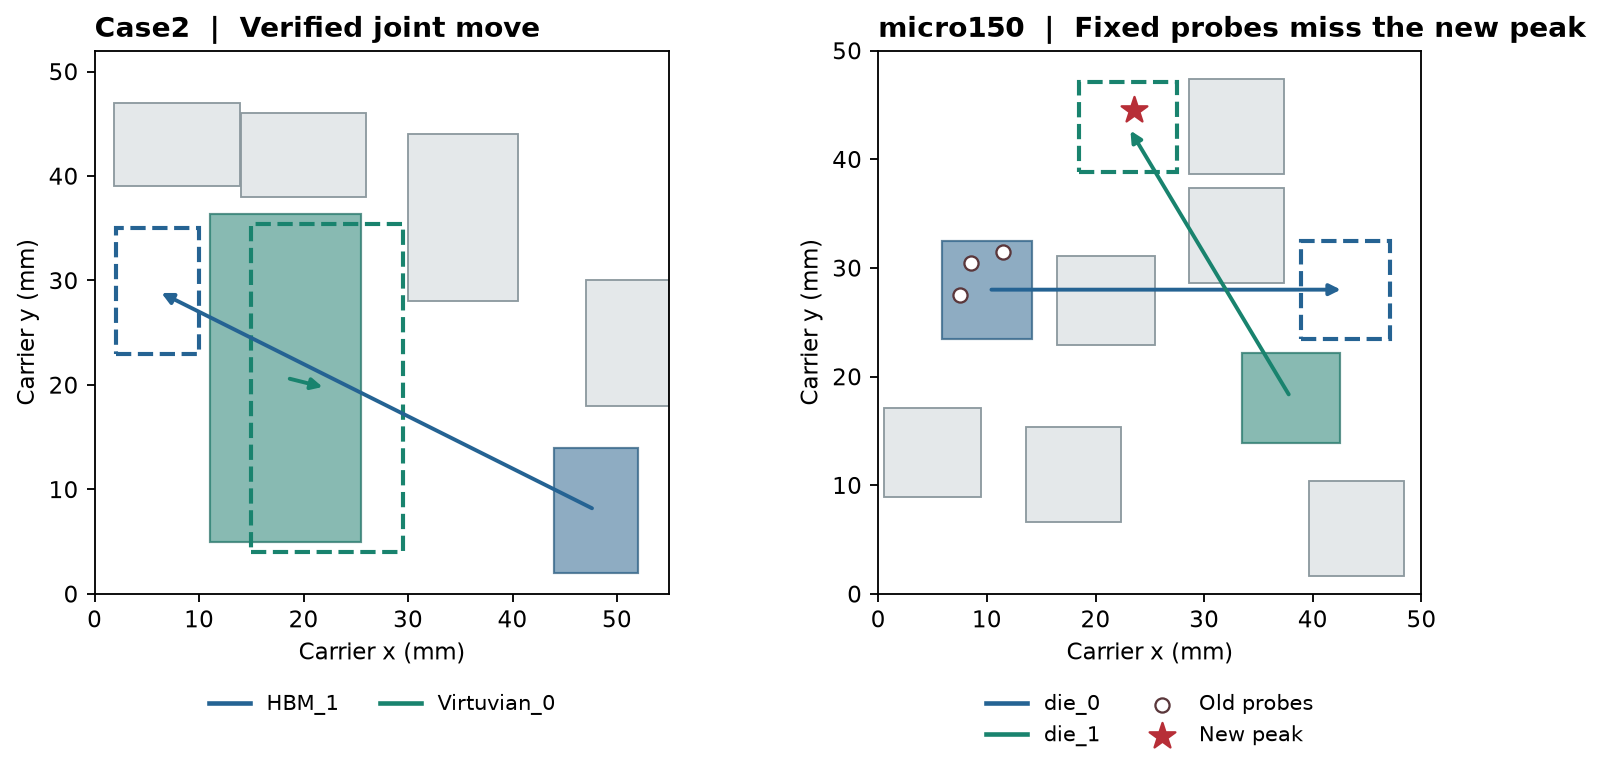 Case2 | Verified joint move
50
40
30
20
10
0
Carrier y (mm)
0 10 20 30 40 50
Carrier x (mm)
HBM_1 Virtuvian_0
micro150 | Fixed probes miss the new peak
50
40
30
20
10
0
Carrier y (mm)
0 10 20 30 40 50
Carrier x (mm)
die_0 Old probes
die_1 New peak